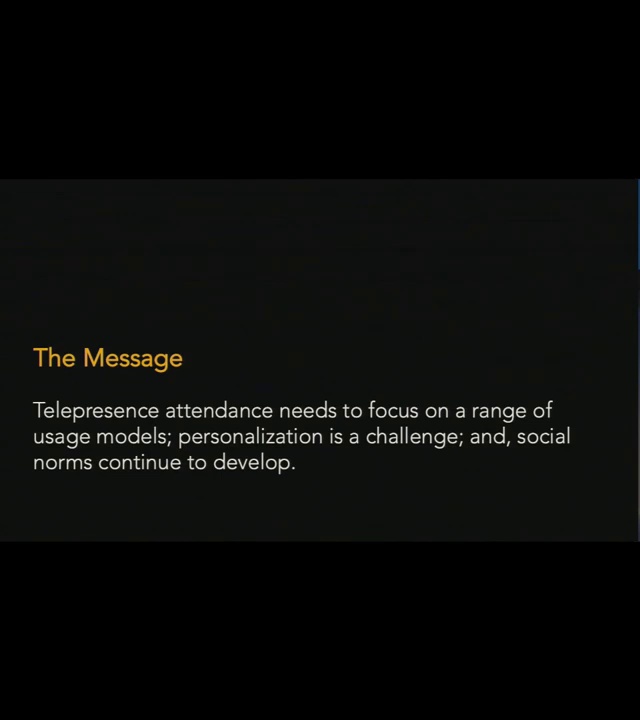 The Message
Telepresence attendance needs to focus on a range of
usage models; personalization is a challenge; and, social
norms continue to develop.